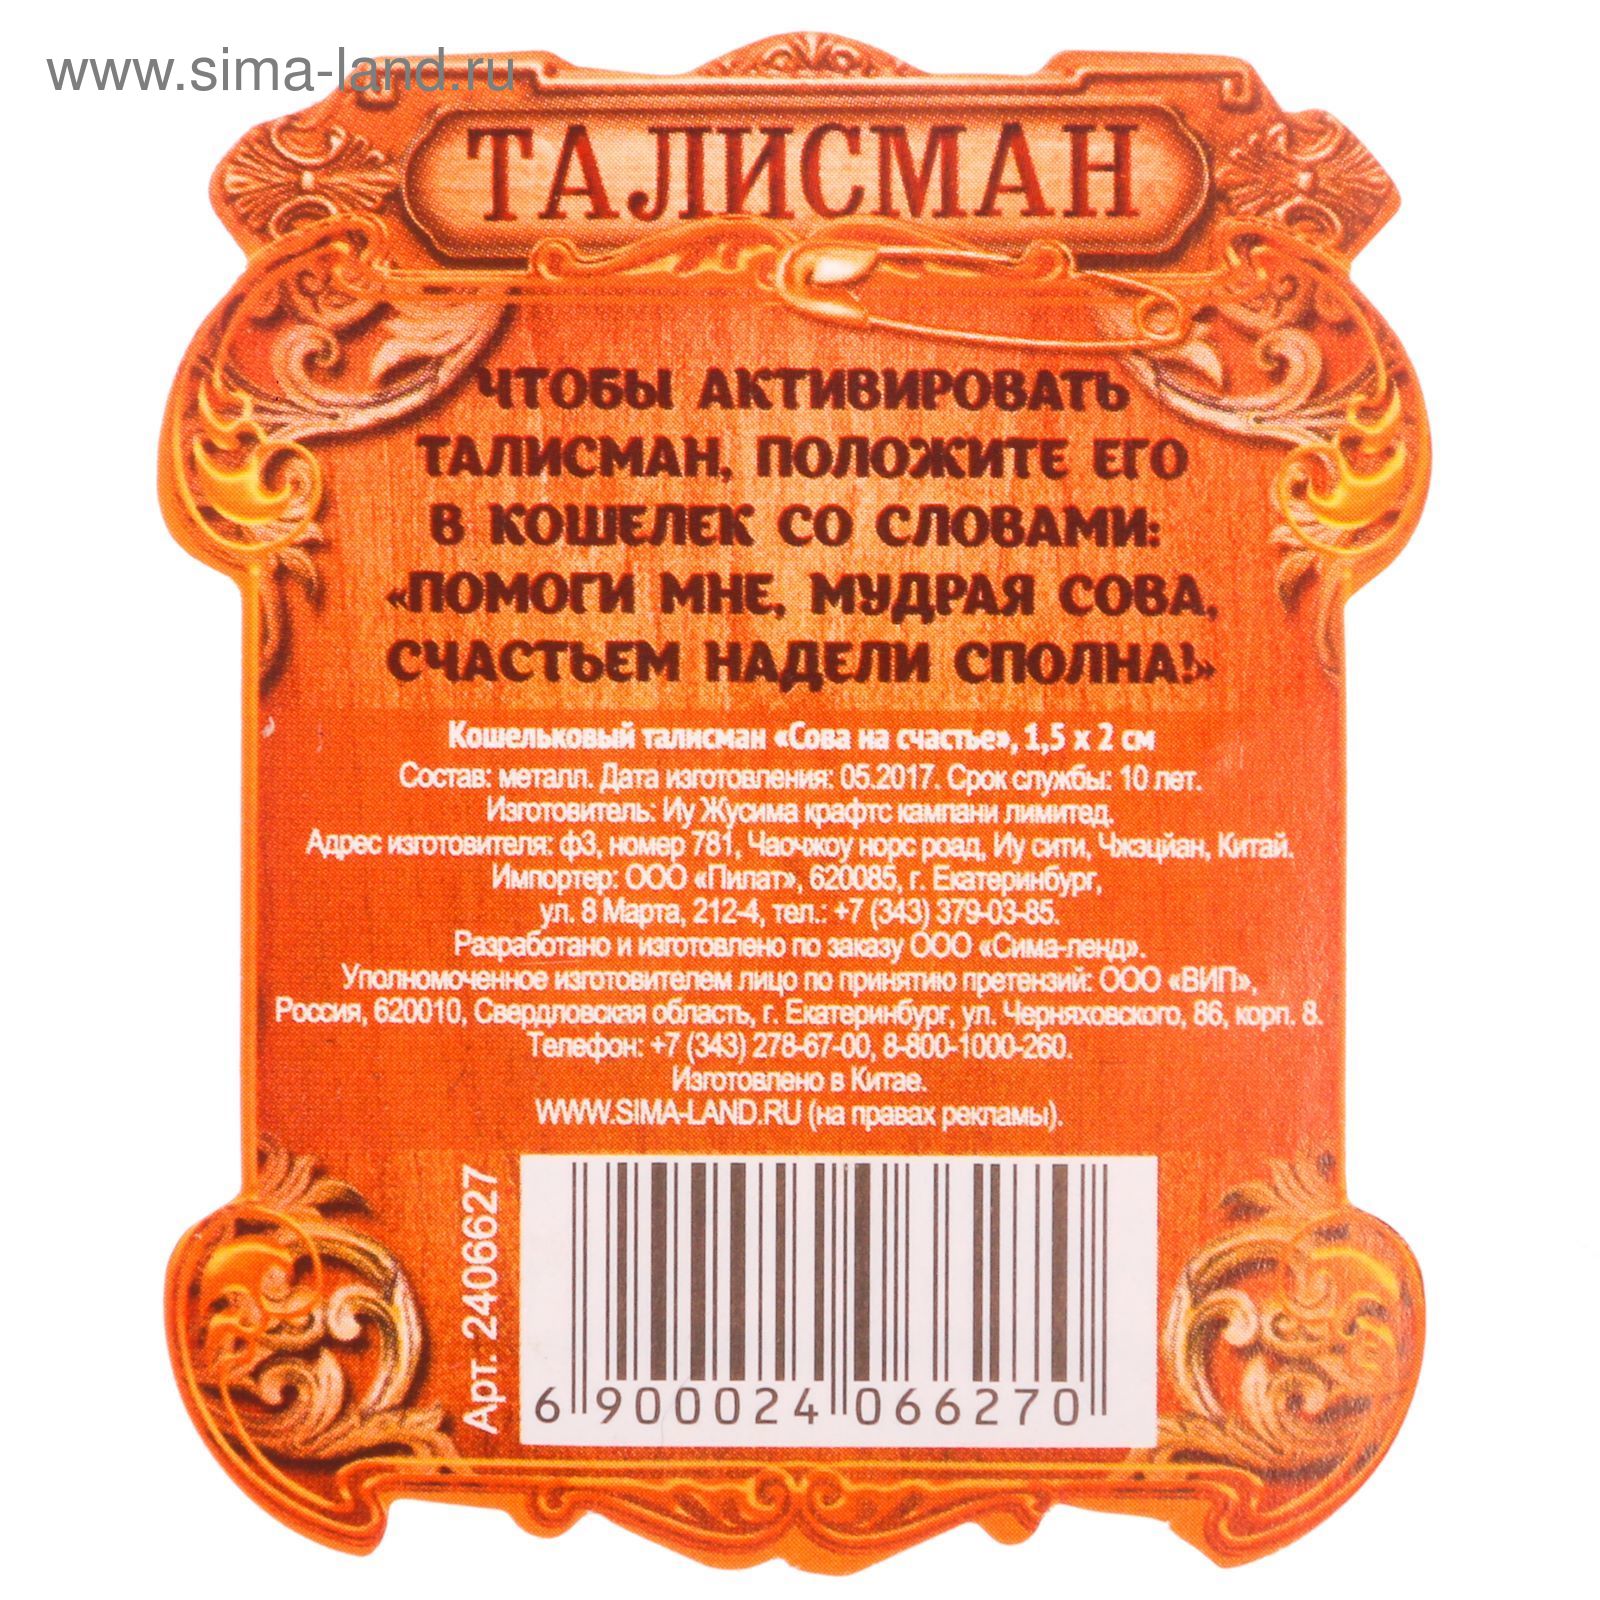 www.sima-land.ru
ТАЛИСМАН
ЧТОБЫ АКТИВИРОВАТЬ
ТАЛИСМАН, ПОЛОЖИТЕ ЕГО
В КОШЕЛЕК СО СЛОВАМИ:
«ПОМОГИ МНЕ, МУДРАЯ СОВА,
СЧАСТЬЕМ НАДЕЛИ СПОЛНА!»
Кошельковый талисман «Сова на счастье», 1,5 х 2 см
Состав: металл. Дата изготовления: 05.2017. Срок службы: 10 лет.
Изготовитель: Иу Жусима крафтс кампани лимитед.
Адрес изготовителя: ф3, номер 781, Чаочжоу норс роад, Иу сити, Чжэцйан, Китай.
Импортер: ООО «Пилат», 620085, г. Екатеринбург,
ул. 8 Марта, 212-4, тел.: +7 (343) 379-03-85.
Разработано и изготовлено по заказу ООО «Сима-ленд».
Уполномоченное изготовителем лицо по принятию претензий: ООО «ВИП»,
Россия, 620010, Свердловская область, г. Екатеринбург, ул. Черняховского, 86, корп. 8.
Телефон: +7 (343) 278-67-00, 8-800-1000-260.
Изготовлено в Китае.
WWW.SIMA-LAND.RU (на правах рекламы).
Арт. 2406627
6 900024 066270